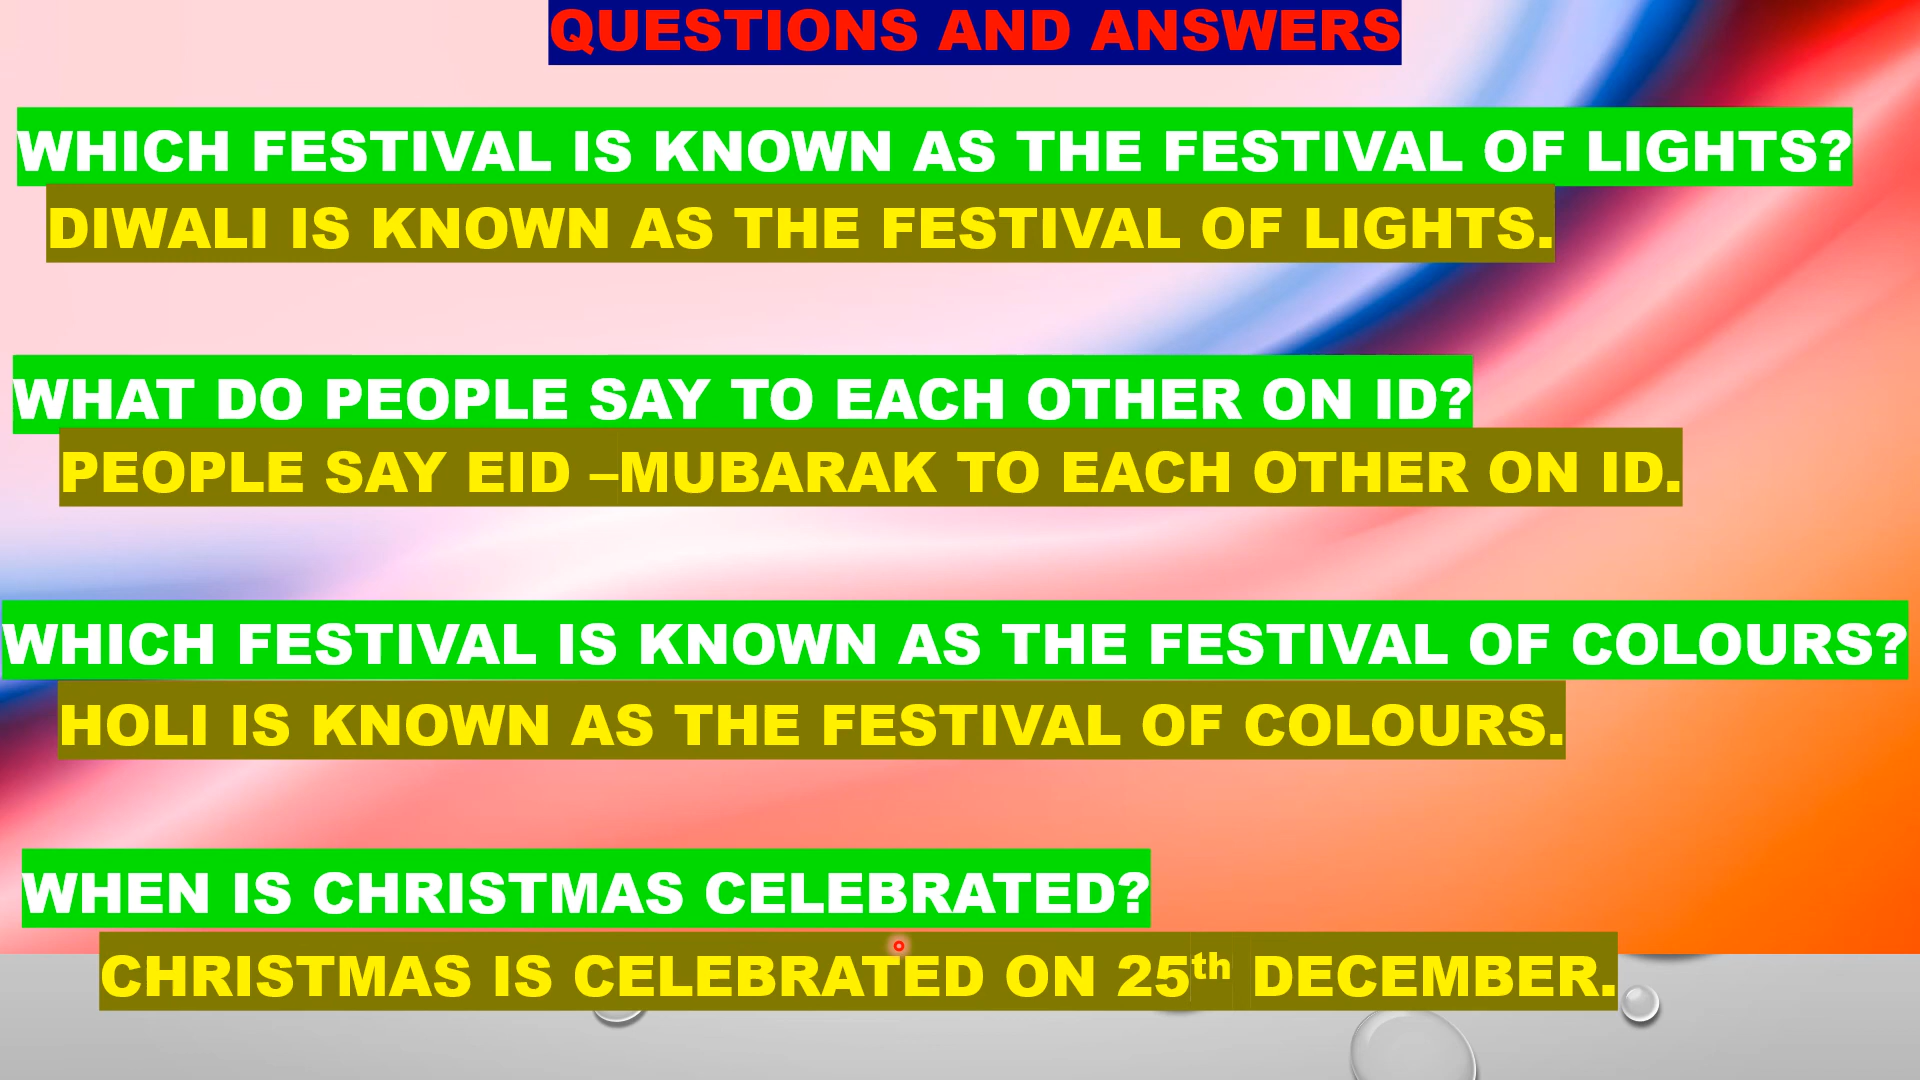 QUESTIONS AND ANSWERS
WHICH FESTIVAL IS KNOWN AS THE FESTIVAL OF LIGHTS?
DIWALI IS KNOWN AS THE FESTIVAL OF LIGHTS.
WHAT DO PEOPLE SAY TO EACH OTHER ON ID?
PEOPLE SAY EID –MUBARAK TO EACH OTHER ON ID.
WHICH FESTIVAL IS KNOWN AS THE FESTIVAL OF COLOURS?
HOLI IS KNOWN AS THE FESTIVAL OF COLOURS.
WHEN IS CHRISTMAS CELEBRATED?
CHRISTMAS IS CELEBRATED ON 25th DECEMBER.